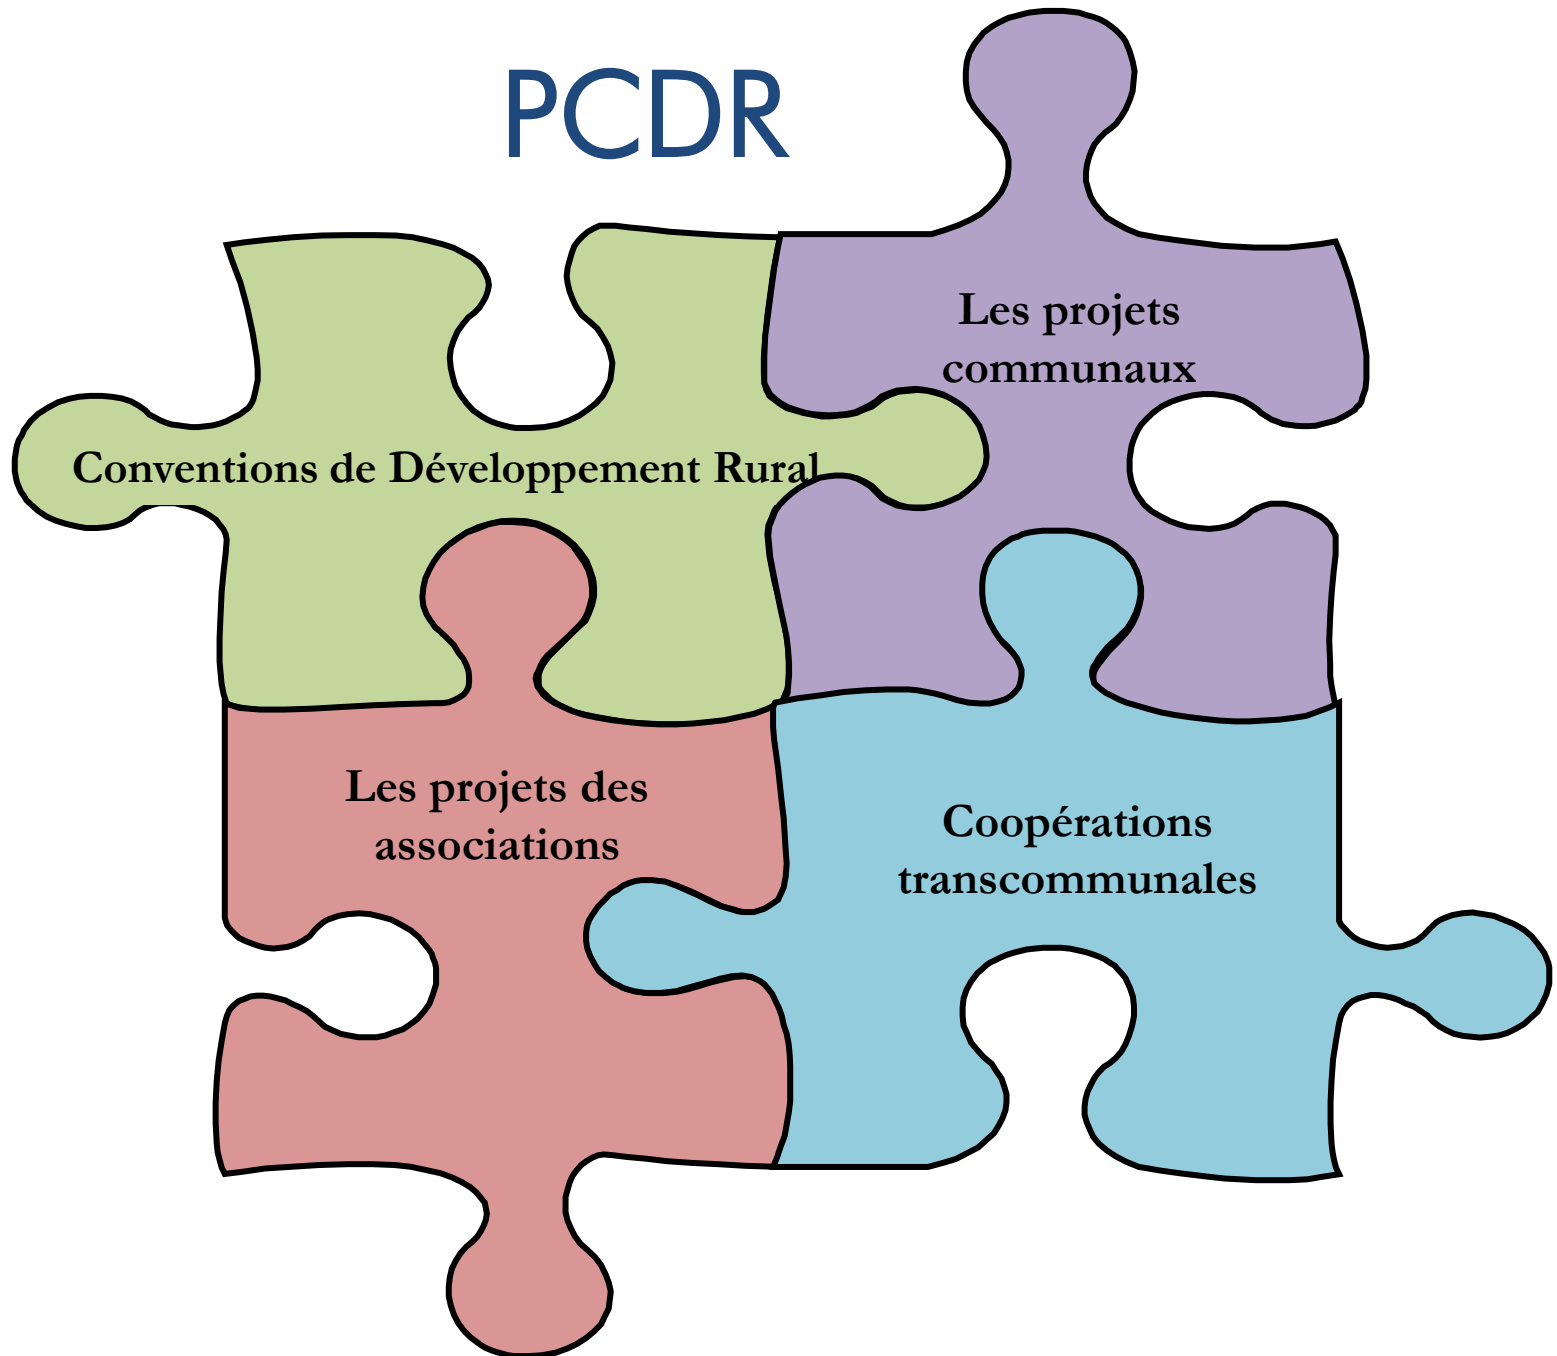 PCDR
Les projets
communaux
Conventions de Développement Rural
Les projets des
associations
Coopérations
transcommunales